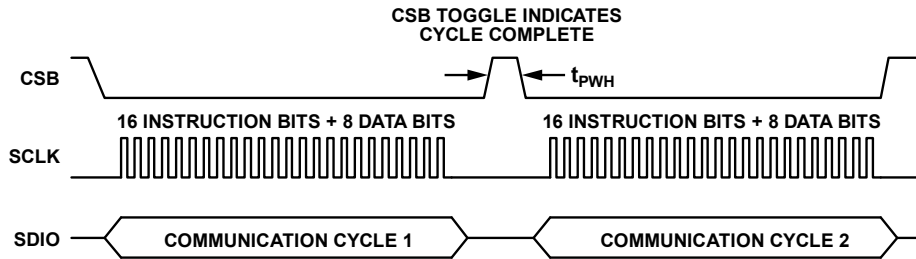 CSB TOGGLE INDICATES
CYCLE COMPLETE
CSB
tPWH
16 INSTRUCTION BITS + 8 DATA BITS
16 INSTRUCTION BITS + 8 DATA BITS
SCLK
SDIO
COMMUNICATION CYCLE 1
COMMUNICATION CYCLE 2